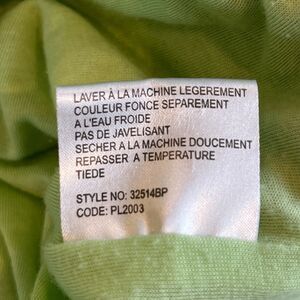 LAVER À LA MACHINE LEGEREMENT
COULEUR FONCE SEPAREMENT
A L'EAU FROIDE
PAS DE JAVELISANT
SECHER A LA MACHINE DOUCEMENT
REPASSER A TEMPERATURE
TIEDE
STYLE NO: 32514BP
CODE: PL2003